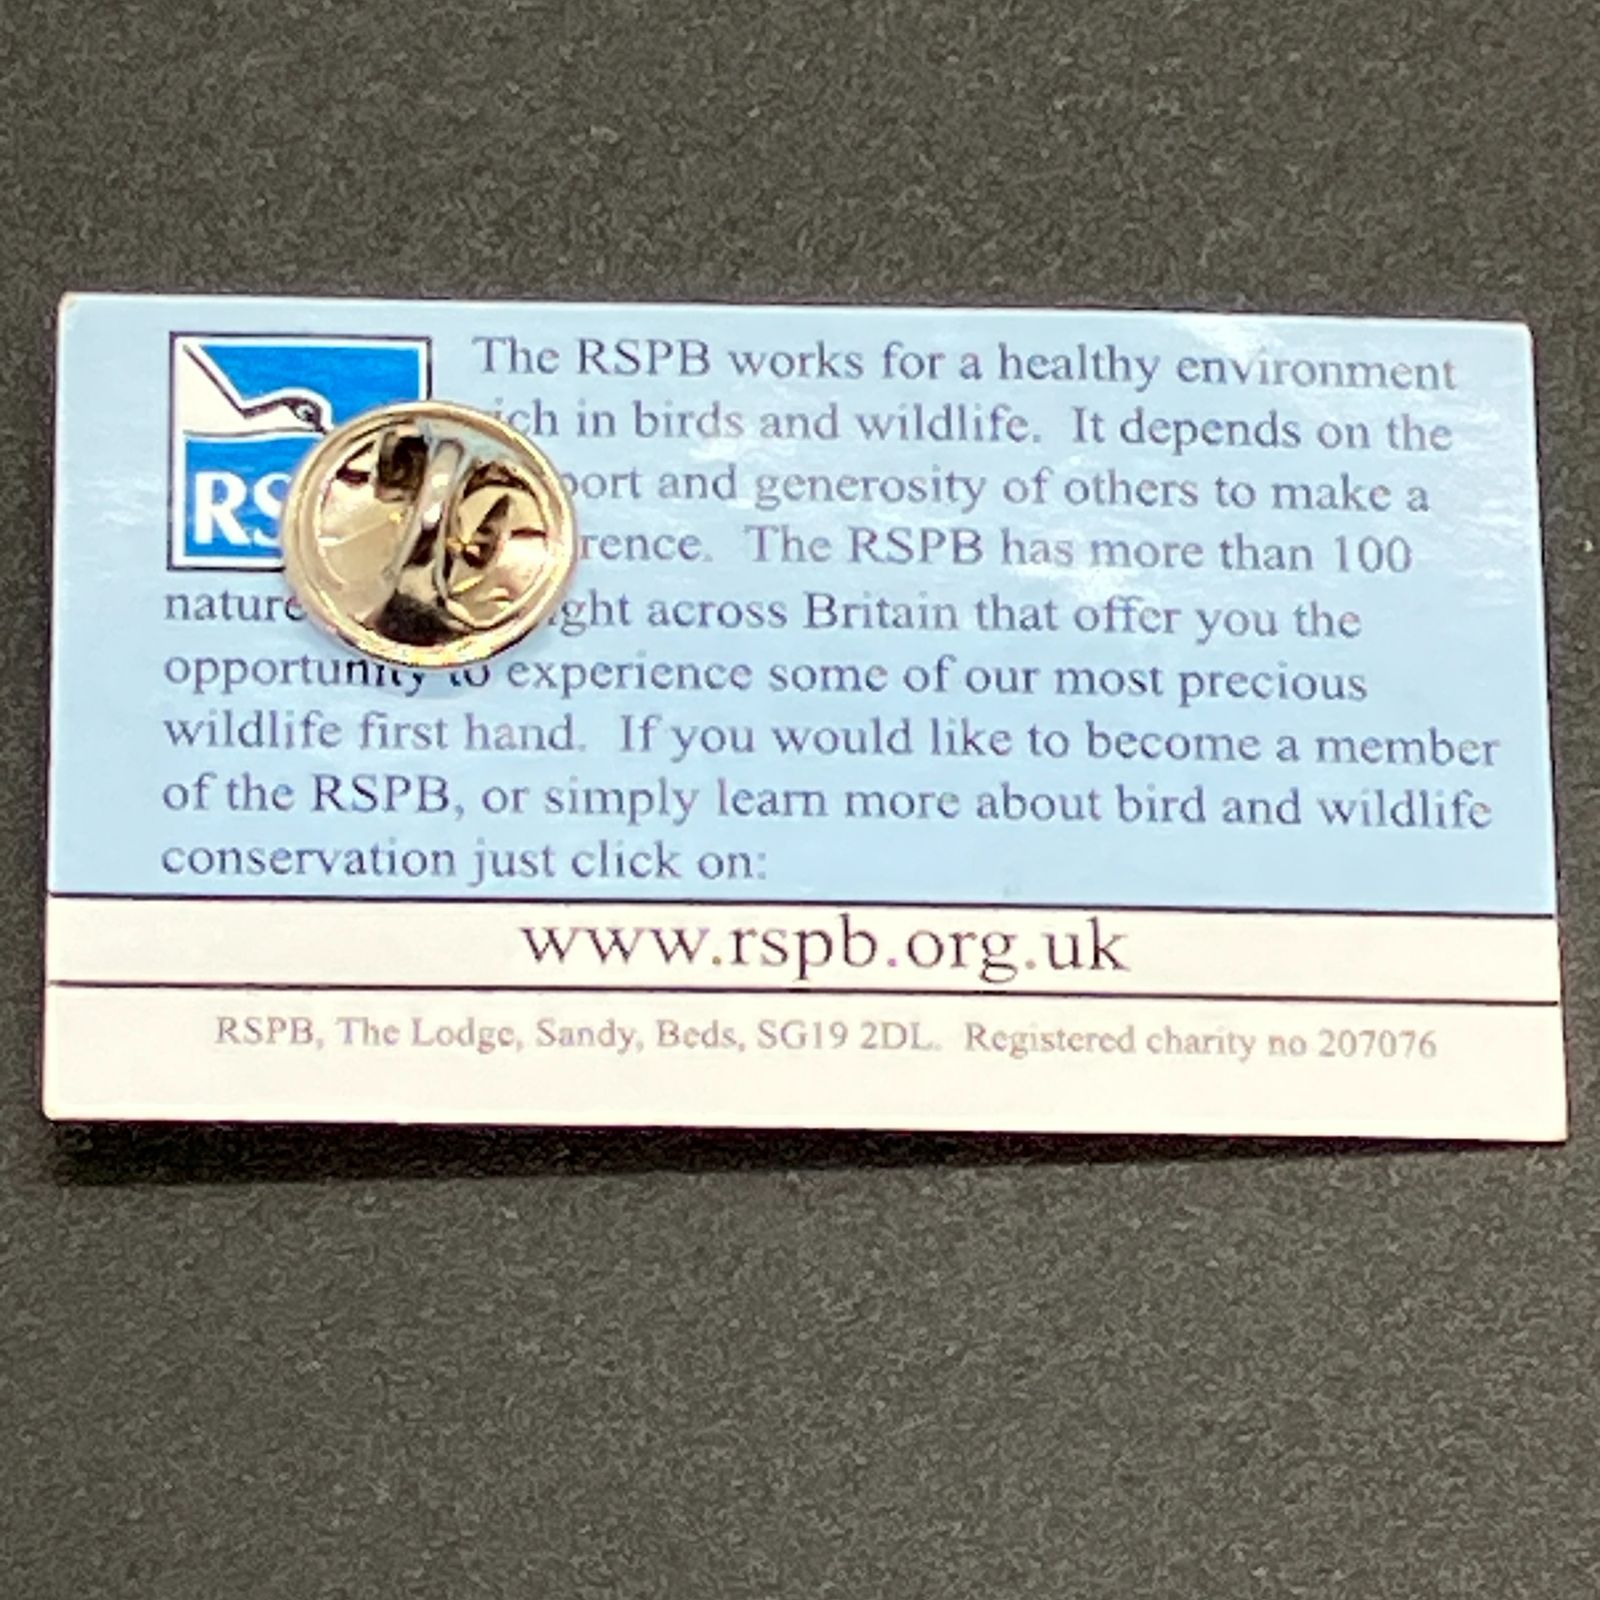 RS
The RSPB works for a healthy environment
in birds and wildlife. It depends on the
and generosity of others to make a
The RSPB has more than 100
across Britain that offer you the
opportunity to experience some of our most precious
wildlife first hand. If you would like to become a member
of the RSPB, or simply learn more about bird and wildlife
conservation just click on:
www.rspb.org.uk
RSPB, The Lodge, Sandy, Beds, SG19 2DL. Registered charity no 207076